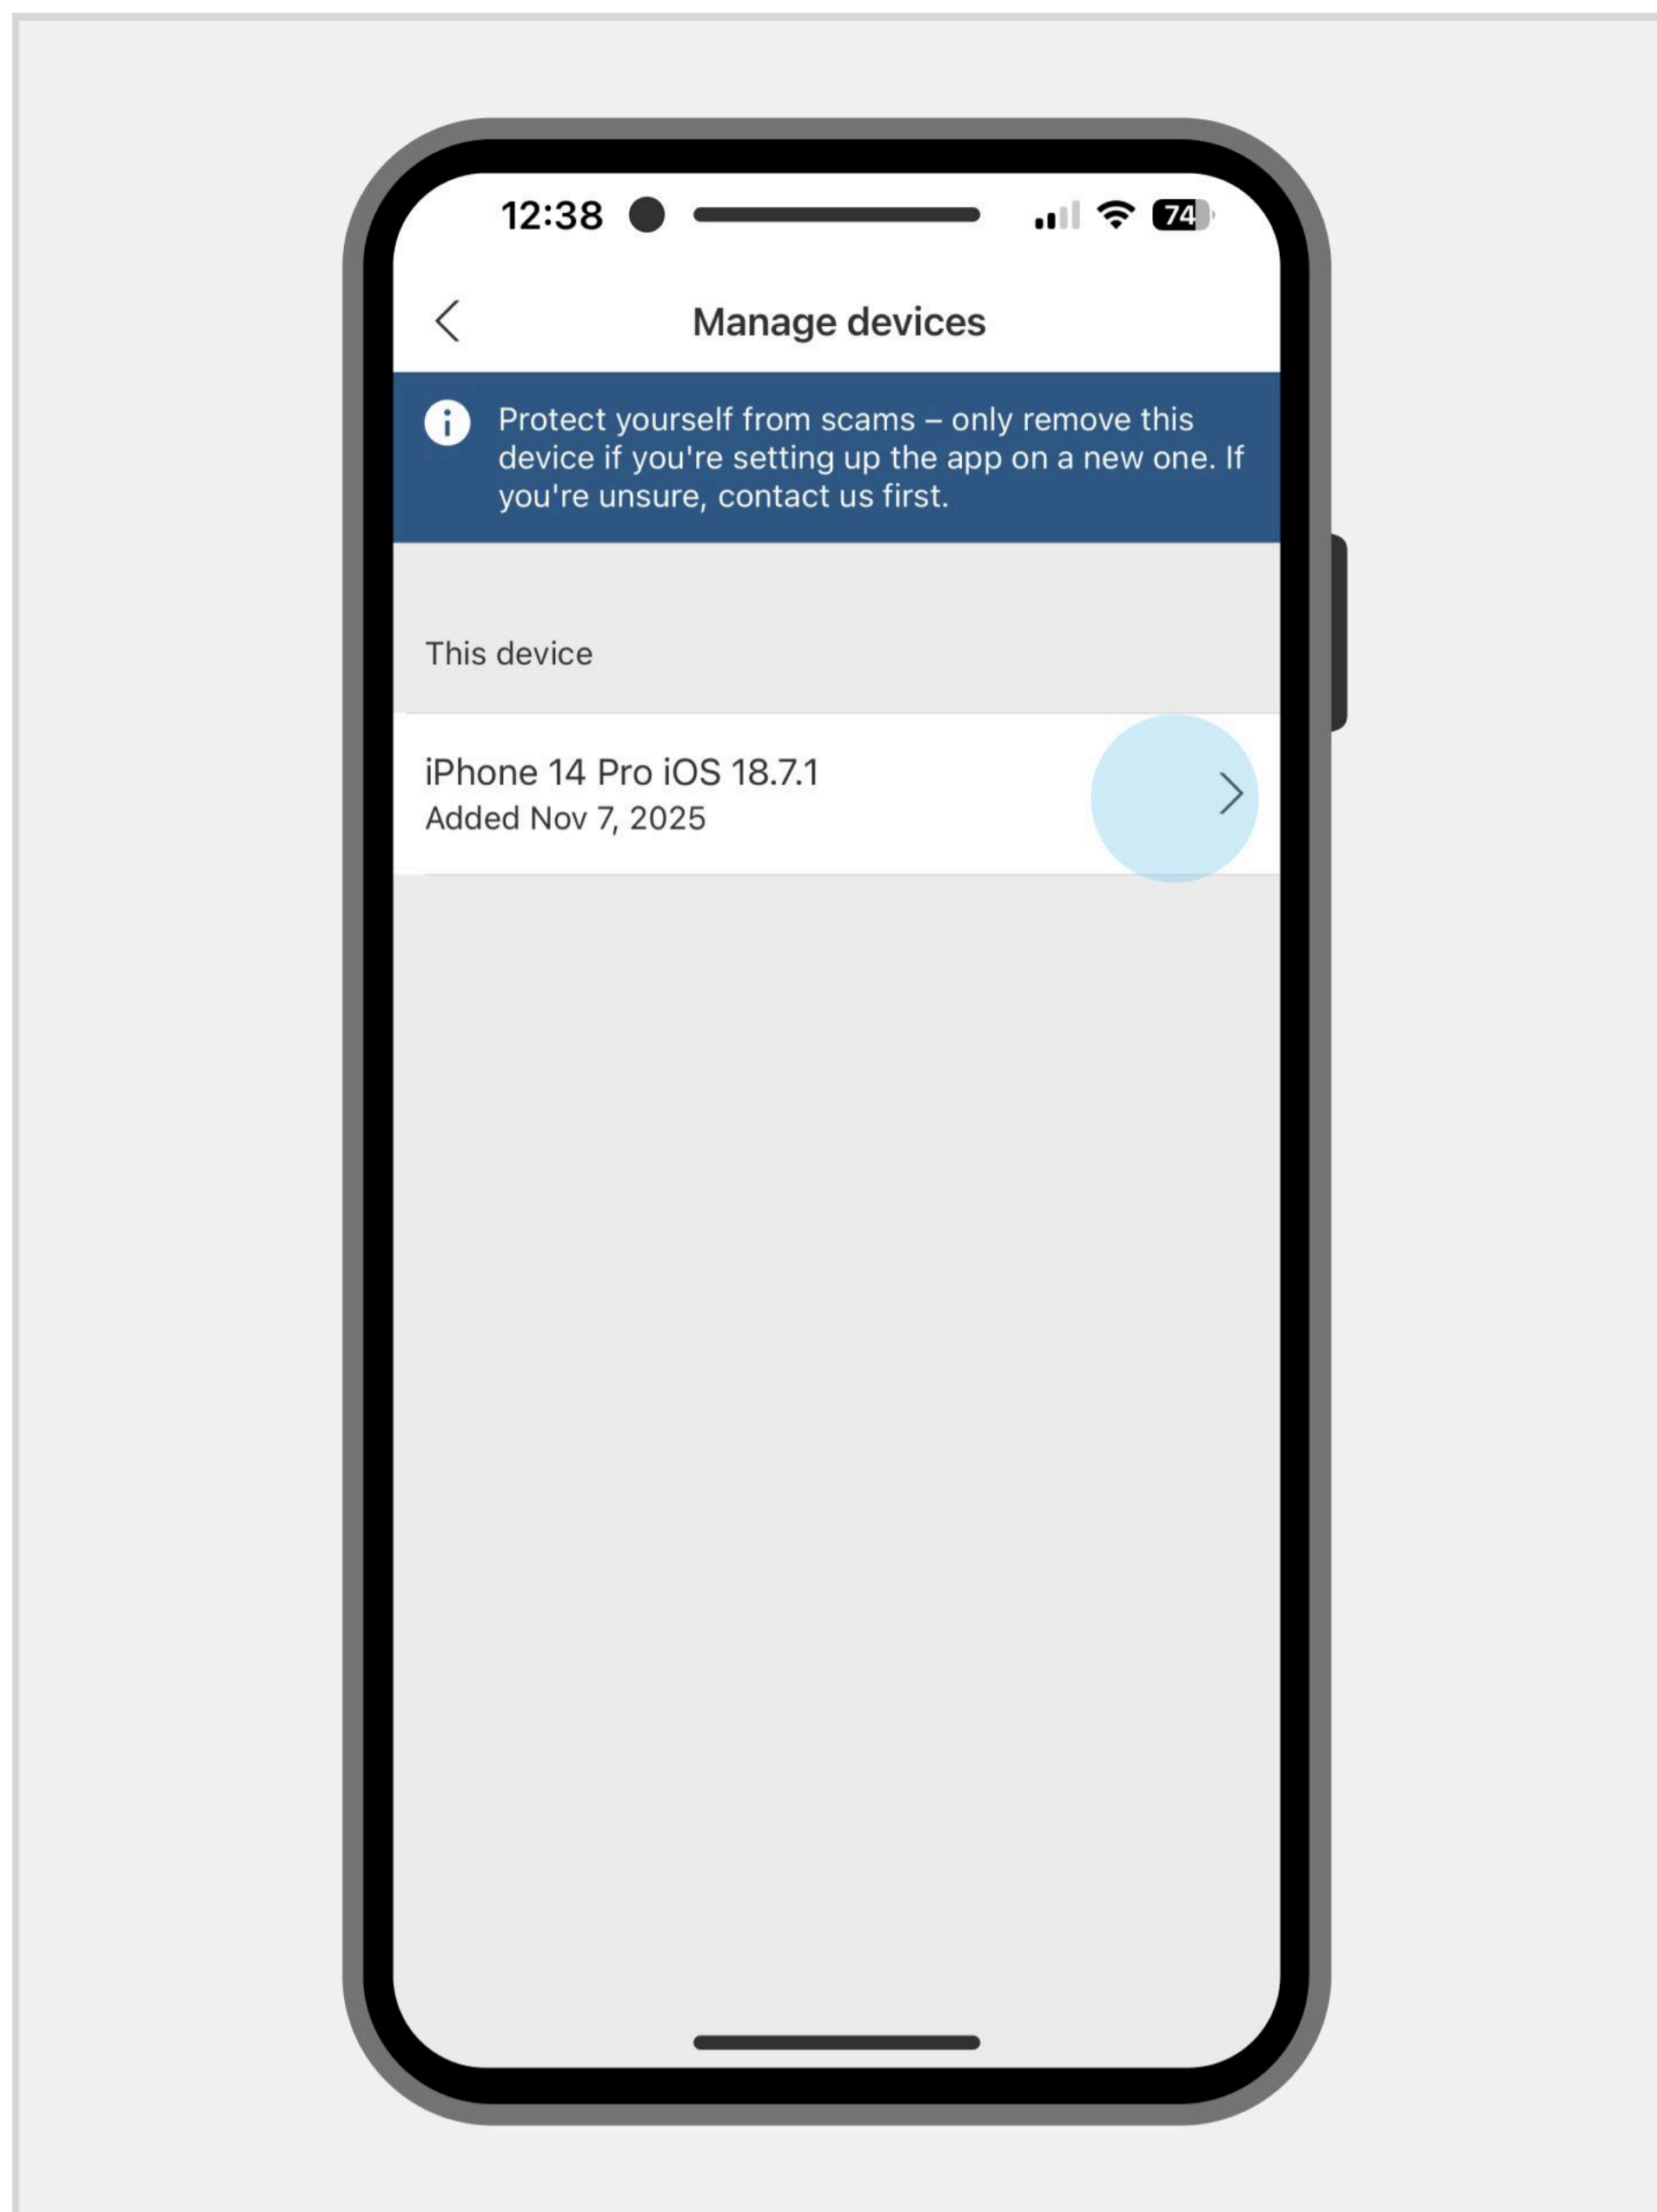 12:38 74
Manage devices
Protect yourself from scams – only remove this
device if you're setting up the app on a new one. If
you're unsure, contact us first.
This device
iPhone 14 Pro iOS 18.7.1
Added Nov 7, 2025